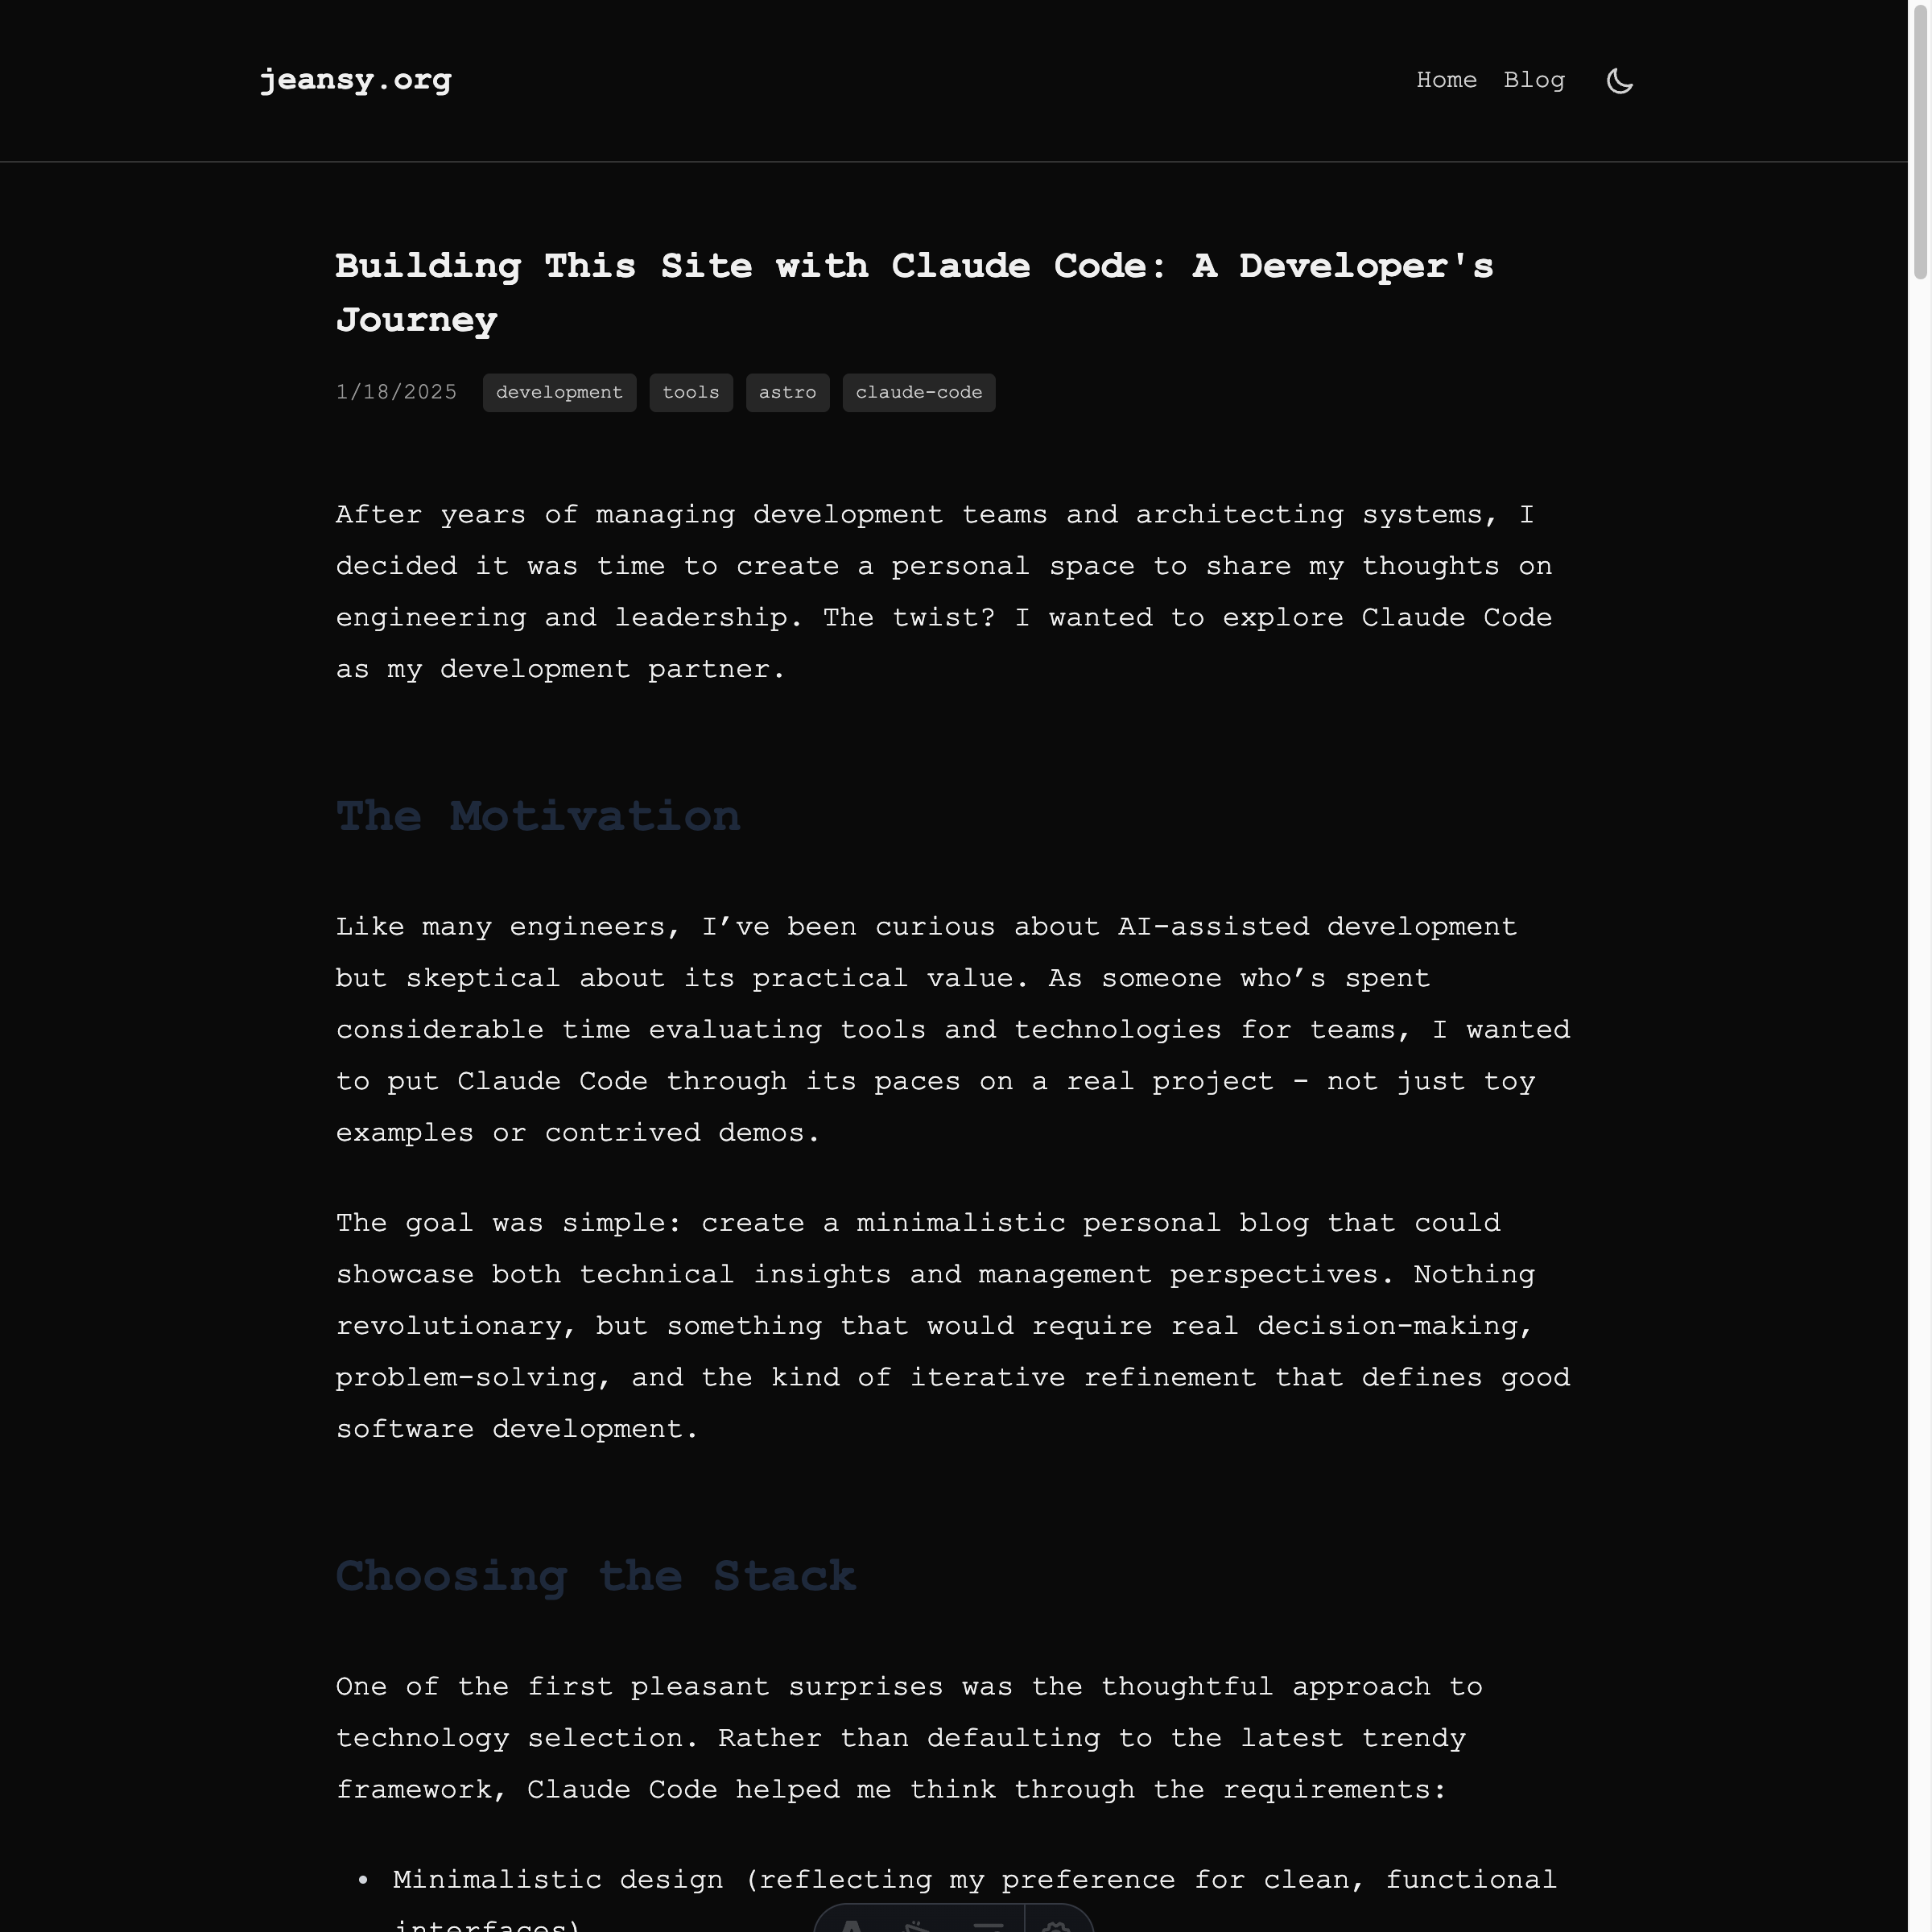 jeansy.org
Home Blog
Building This Site with Claude Code: A Developer's
Journey
1/18/2025 development tools astro claude-code
After years of managing development teams and architecting systems, I
decided it was time to create a personal space to share my thoughts on
engineering and leadership. The twist? I wanted to explore Claude Code
as my development partner.
The Motivation
Like many engineers, I’ve been curious about AI-assisted development
but skeptical about its practical value. As someone who’s spent
considerable time evaluating tools and technologies for teams, I wanted
to put Claude Code through its paces on a real project - not just toy
examples or contrived demos.
The goal was simple: create a minimalistic personal blog that could
showcase both technical insights and management perspectives. Nothing
revolutionary, but something that would require real decision-making,
problem-solving, and the kind of iterative refinement that defines good
software development.
Choosing the Stack
One of the first pleasant surprises was the thoughtful approach to
technology selection. Rather than defaulting to the latest trendy
framework, Claude Code helped me think through the requirements:
• Minimalistic design (reflecting my preference for clean, functional
interfaces)